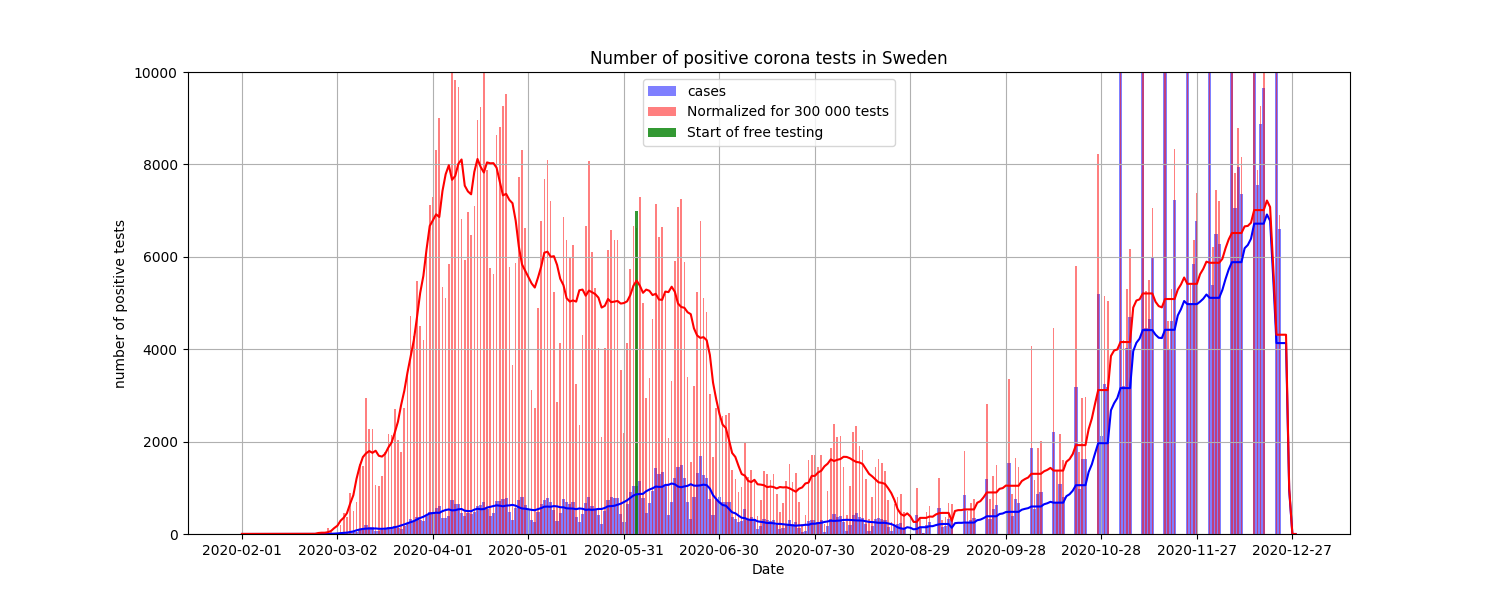 Number of positive corona tests in Sweden
10000
8000
6000
4000
2000
0
number of positive tests
cases
Normalized for 300 000 tests
Start of free testing
2020-02-01 2020-03-02 2020-04-01 2020-05-01 2020-05-31 2020-06-30 2020-07-30 2020-08-29 2020-09-28 2020-10-28 2020-11-27 2020-12-27
Date